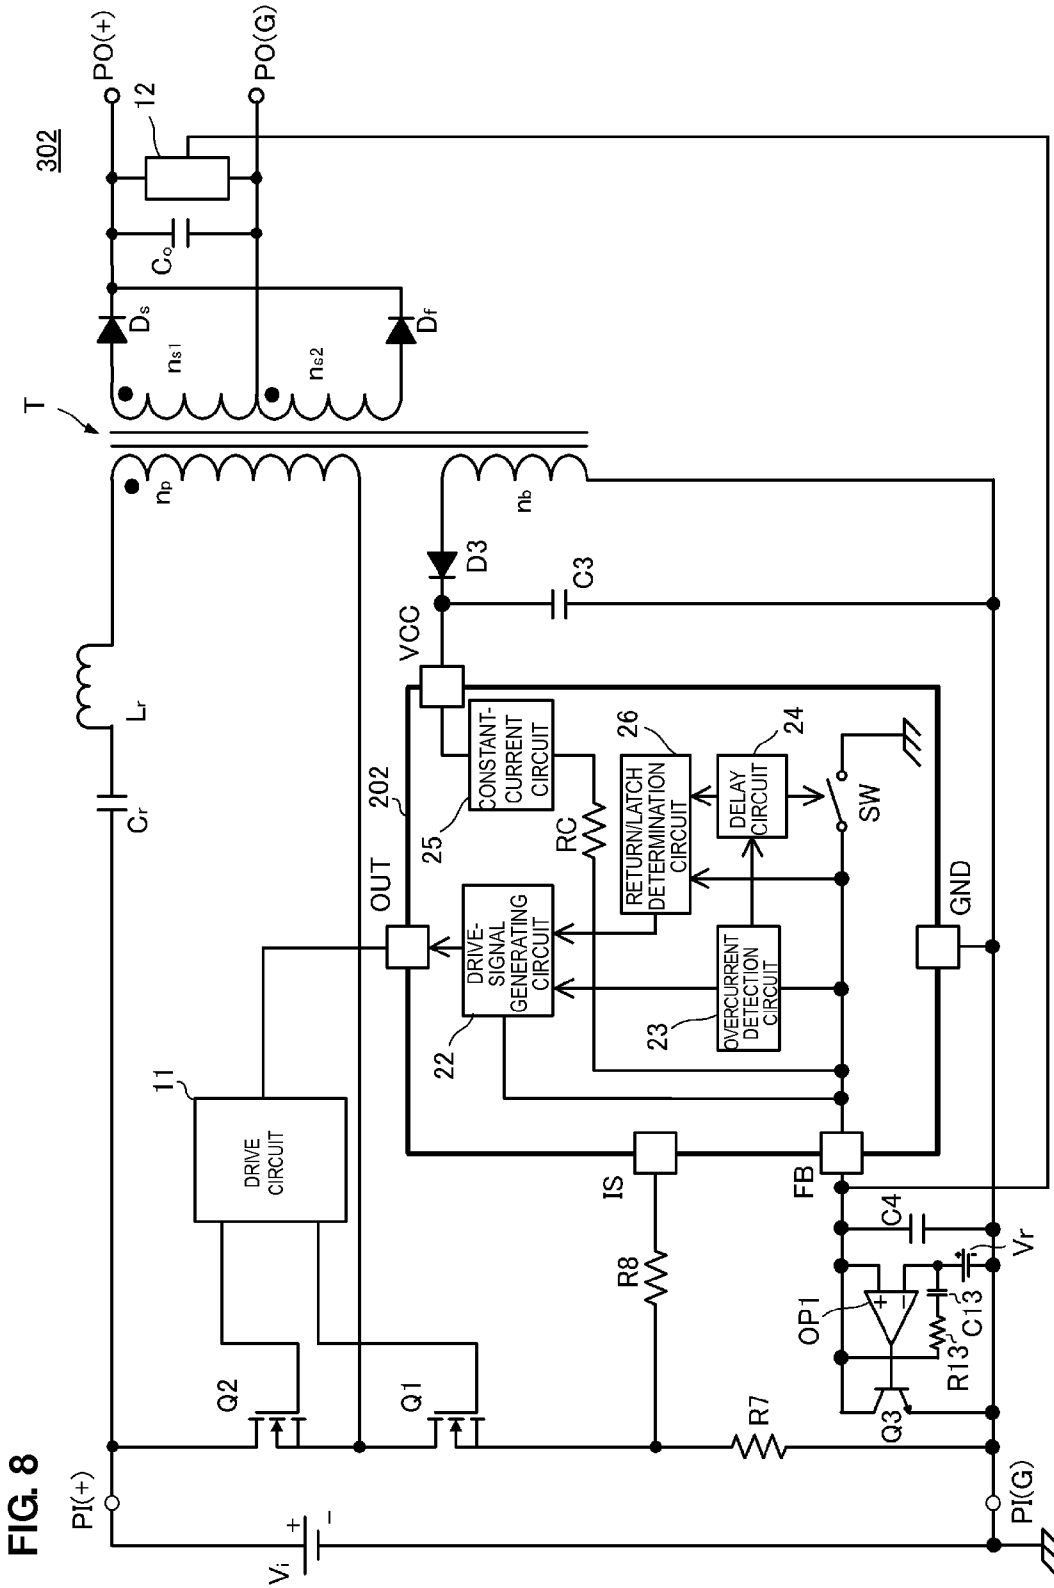 FIG. 8
302
PI(+)
Vi
+
−
PI(G)
Q2
Q1
R7
R8
11
DRIVE
CIRCUIT
Cr
Lr
T
np
ns1
ns2
nb
Ds
Df
Co
12
PO(+)
PO(G)
D3
C3
202
OUT
VCC
IS
FB
GND
22
DRIVE-
SIGNAL
GENERATING
CIRCUIT
25
CONSTANT-
CURRENT
CIRCUIT
RC
26
RETURN/LATCH
DETERMINATION
CIRCUIT
23
OVERCURRENT
DETECTION
CIRCUIT
24
DELAY
CIRCUIT
SW
OP1
+
−
C4
Vr
C13
R13
Q3